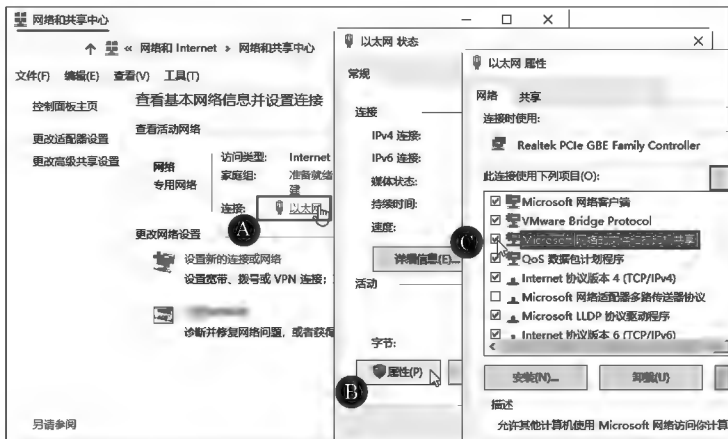 网络和共享中心
网络和 Internet
网络和共享中心
文件(F) 编辑(E) 查看(V) 工具(T)
控制面板主页
更改适配器设置
更改高级共享设置
查看基本网络信息并设置连接
查看活动网络
网络
专用网络
访问类型: Internet
家庭组: 准备就绪
建
连接: 以太网
A
更改网络设置
设置新的连接或网络
设置宽带、拨号或 VPN 连接;
诊断并修复网络问题，或者获得
另请参阅
以太网 状态
常规
连接
IPv4 连接:
IPv6 连接:
媒体状态:
持续时间:
速度:
详细信息(E)...
活动
字节:
属性(P)
B
以太网 属性
网络 共享
连接时使用:
Realtek PCIe GBE Family Controller
此连接使用下列项目(O):
Microsoft 网络客户端
VMware Bridge Protocol
C
Microsoft 网络的文件和打印机共享
QoS 数据包计划程序
Internet 协议版本 4 (TCP/IPv4)
Microsoft 网络适配器多路传送器协议
Microsoft LLDP 协议驱动程序
Internet 协议版本 6 (TCP/IPv6)
安装(N)... 卸载(U)
描述
允许其他计算机使用 Microsoft 网络访问你计算